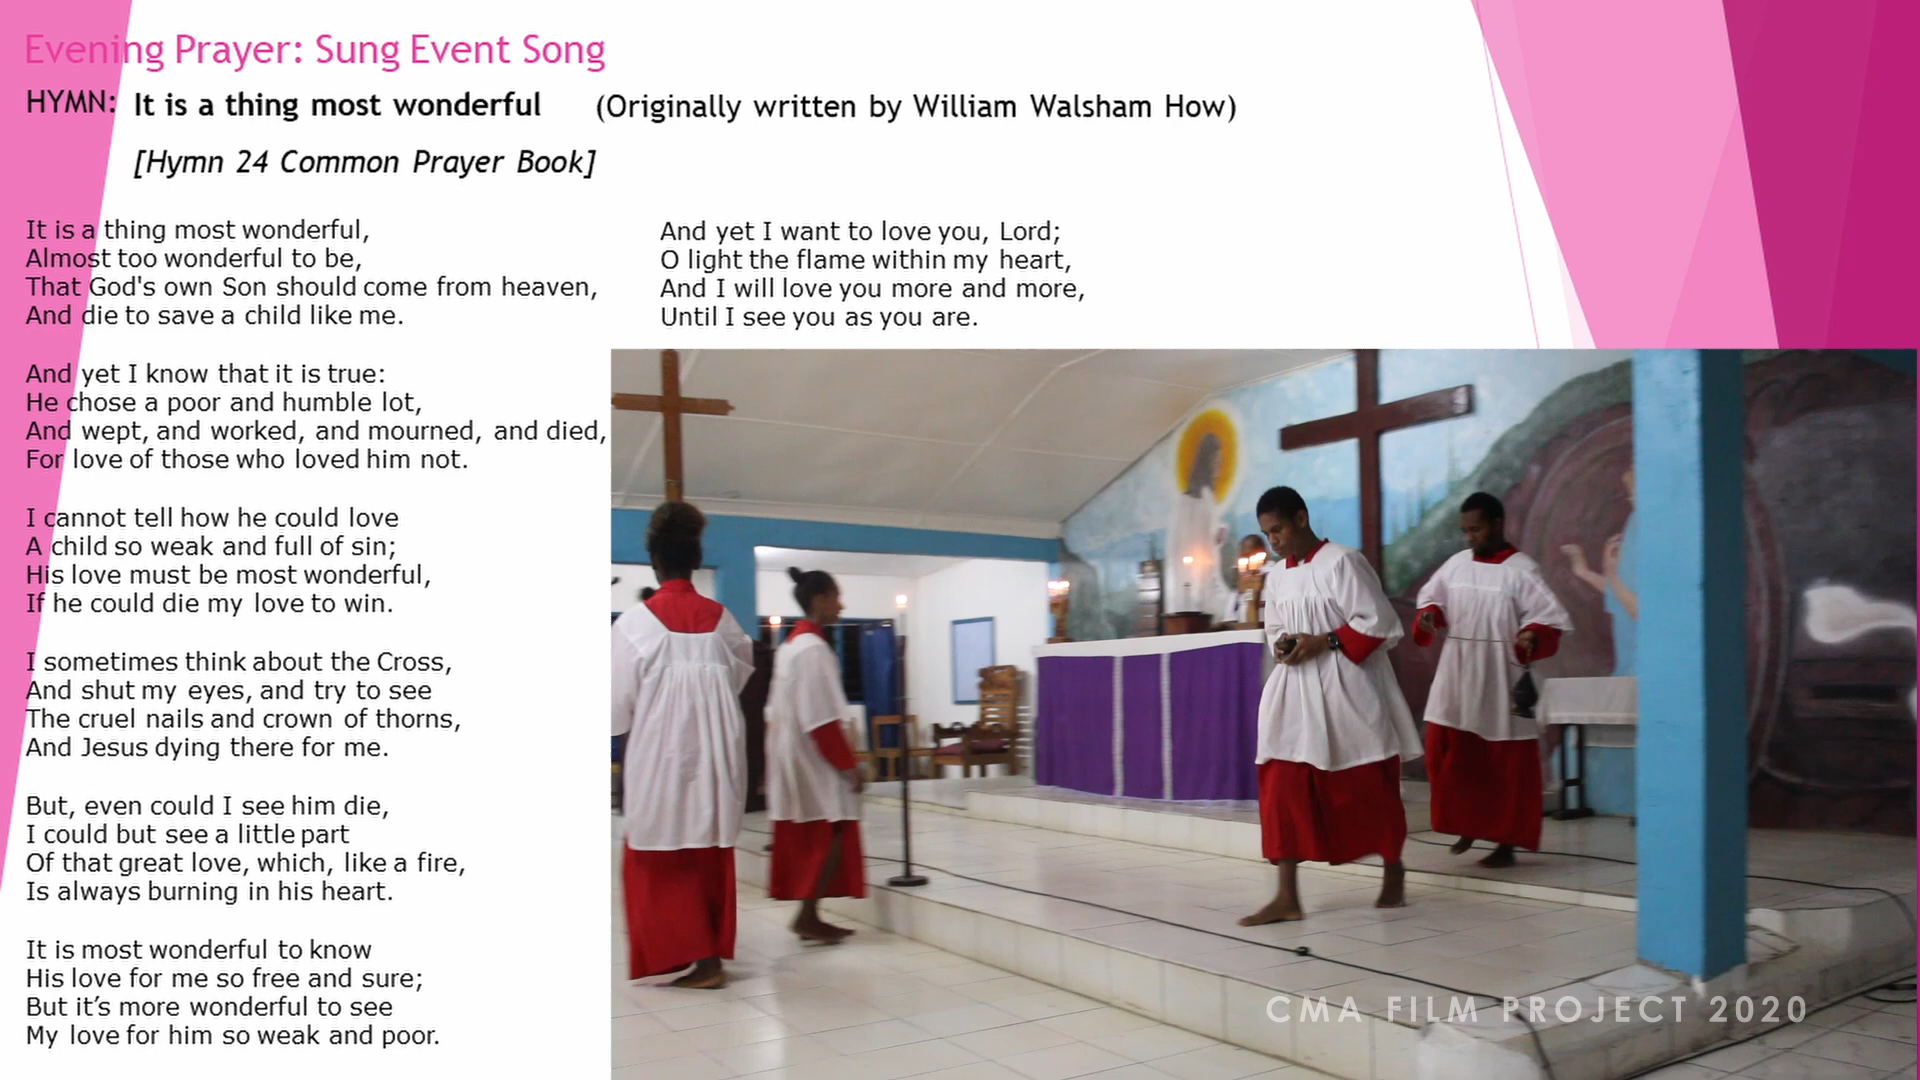 Evening Prayer: Sung Event Song
HYMN: It is a thing most wonderful (Originally written by William Walsham How)
[Hymn 24 Common Prayer Book]
It is a thing most wonderful,
Almost too wonderful to be,
That God's own Son should come from heaven,
And die to save a child like me.
And yet I know that it is true:
He chose a poor and humble lot,
And wept, and worked, and mourned, and died,
For love of those who loved him not.
I cannot tell how he could love
A child so weak and full of sin;
His love must be most wonderful,
If he could die my love to win.
I sometimes think about the Cross,
And shut my eyes, and try to see
The cruel nails and crown of thorns,
And Jesus dying there for me.
But, even could I see him die,
I could but see a little part
Of that great love, which, like a fire,
Is always burning in his heart.
It is most wonderful to know
His love for me so free and sure;
But it’s more wonderful to see
My love for him so weak and poor.
And yet I want to love you, Lord;
O light the flame within my heart,
And I will love you more and more,
Until I see you as you are.
CMA FILM PROJECT 2020